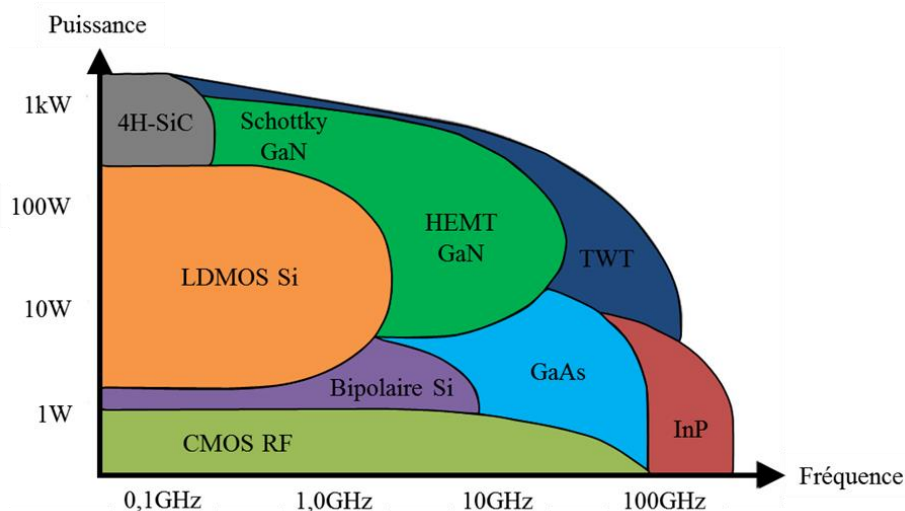 Puissance
1kW
4H-SiC
Schottky
GaN
100W
HEMT
GaN
TWT
LDMOS Si
10W
GaAs
Bipolaire Si
1W
CMOS RF
InP
Fréquence
0,1GHz
1,0GHz
10GHz
100GHz